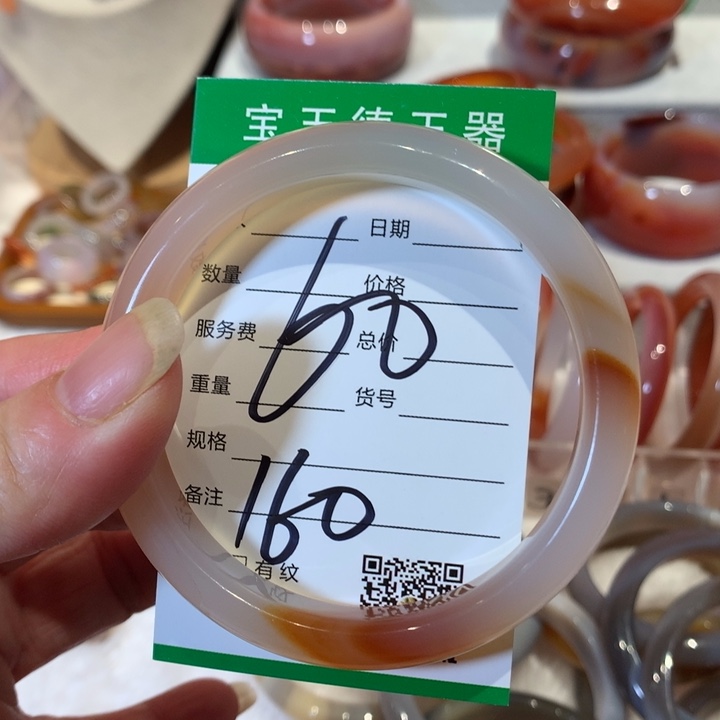 宝玉德玉器
日期
数量 价格
服务费 总价
重量 货号
规格
备注
60
160
有纹